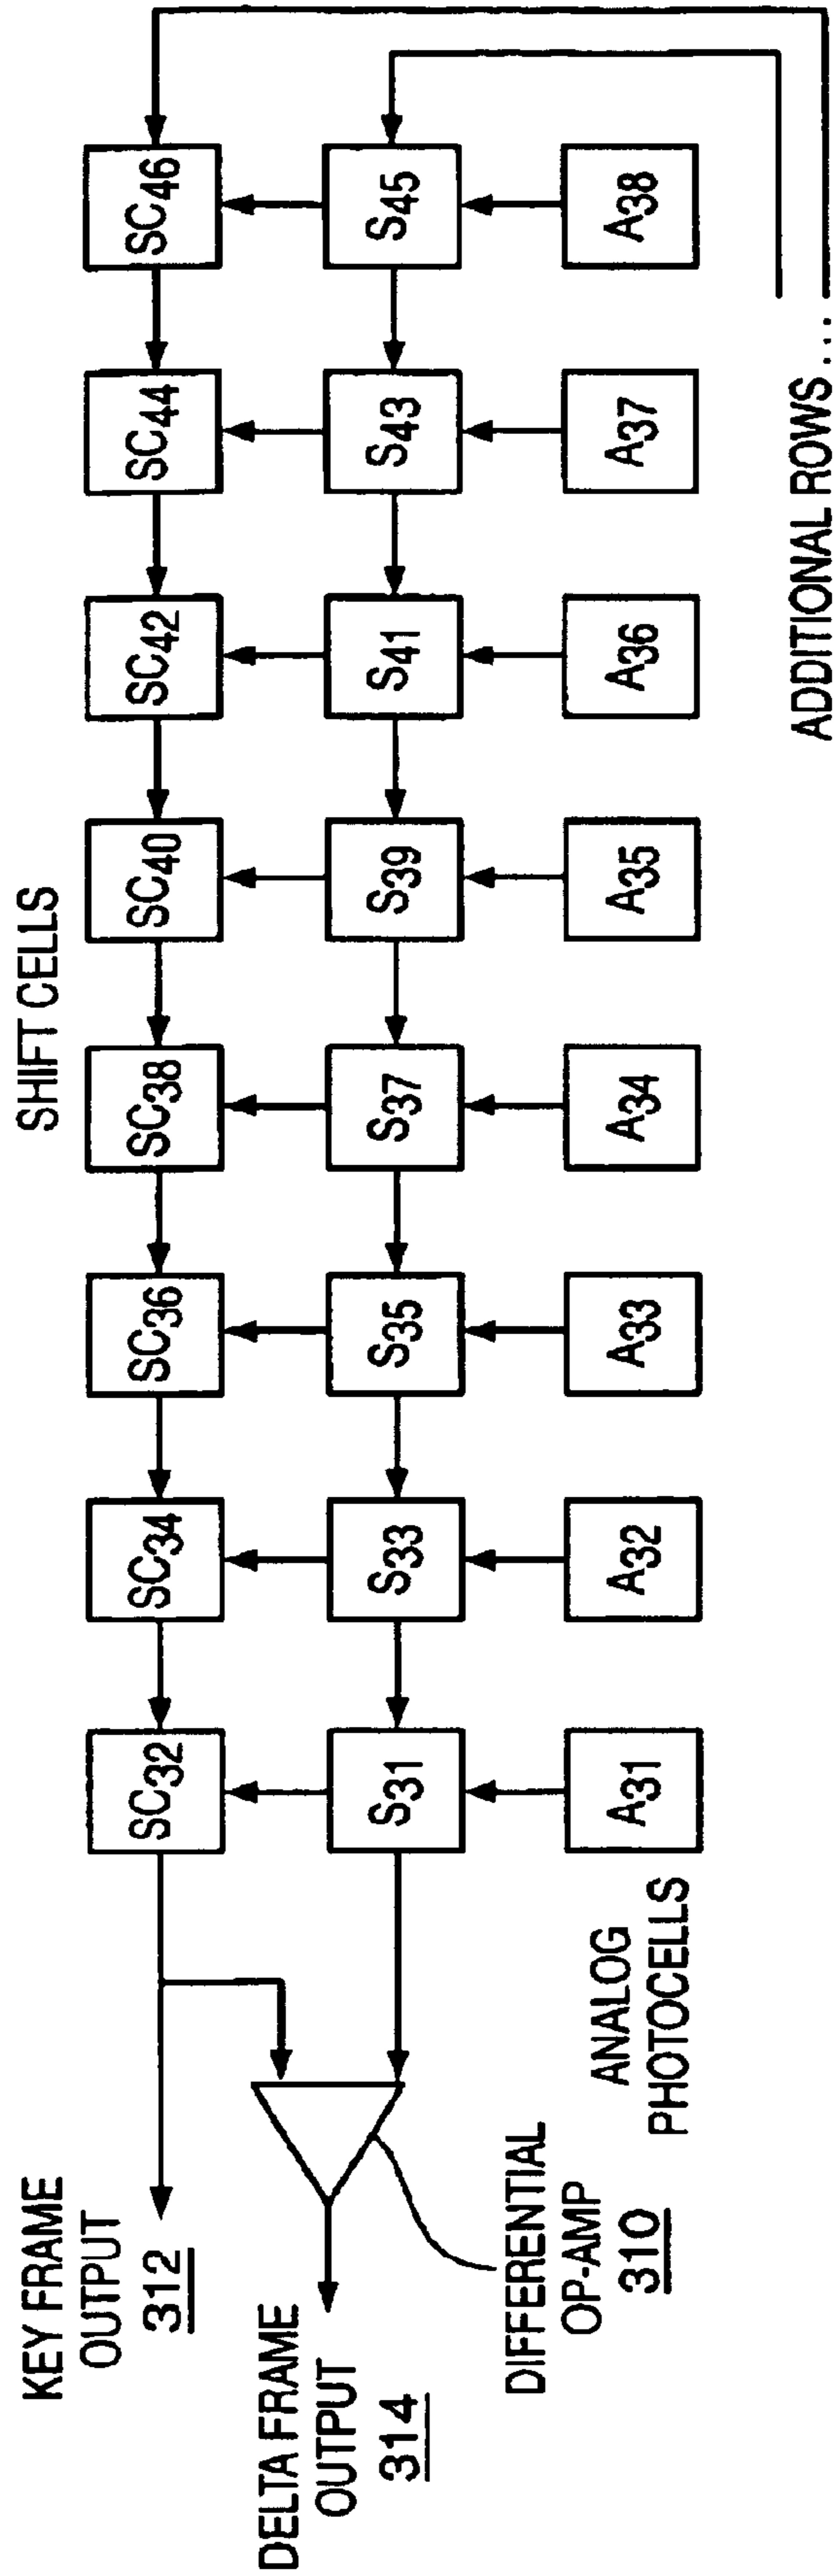 SHIFT CELLS
KEY FRAME
OUTPUT
312
SC32 SC34 SC36 SC38 SC40 SC42 SC44 SC46
DELTA FRAME
OUTPUT
314
S31 S33 S35 S37 S39 S41 S43 S45
DIFFERENTIAL
OP-AMP
310
ANALOG
PHOTOCELLS
A31 A32 A33 A34 A35 A36 A37 A38
ADDITIONAL ROWS...